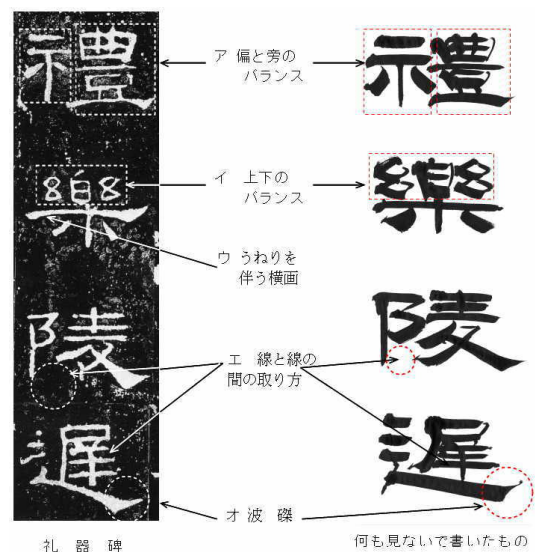 禮
樂
陵
遅
ア 偏と旁の
バランス
イ 上下の
バランス
ウ うねりを
伴う横画
エ 線と線の
間の取り方
オ 波 磔
禮
樂
陵
遅
礼 器 碑
何も見ないで書いたもの